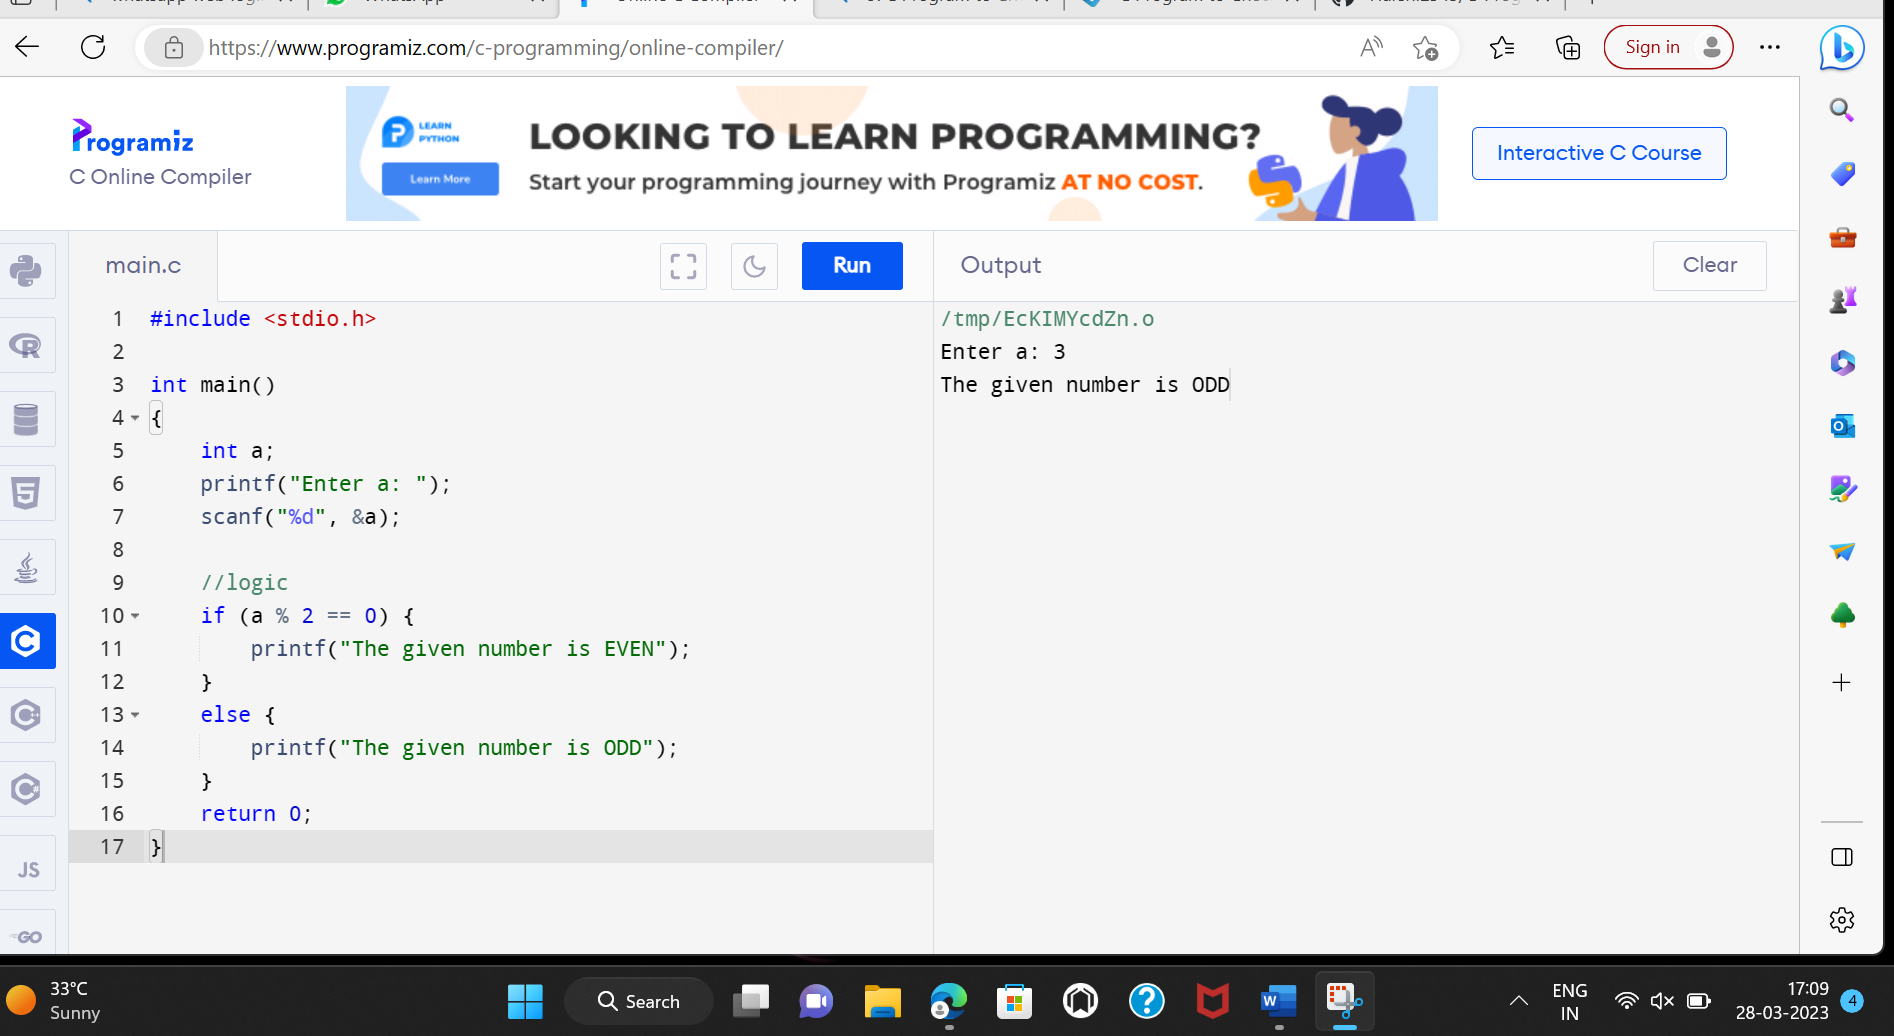 https://www.programiz.com/c-programming/online-compiler/
Sign in
Programiz
C Online Compiler
LEARN
PYTHON
Learn More
LOOKING TO LEARN PROGRAMMING?
Start your programming journey with Programiz AT NO COST.
Interactive C Course
main.c
Run
Output
Clear
1 #include <stdio.h>
2
3 int main()
4 {
5 int a;
6 printf("Enter a: ");
7 scanf("%d", &a);
8
9 //logic
10 if (a % 2 == 0) {
11 printf("The given number is EVEN");
12 }
13 else {
14 printf("The given number is ODD");
15 }
16 return 0;
17 }
/tmp/EcKIMYcdZn.o
Enter a: 3
The given number is ODD
JS
GO
33°C
Sunny
Search
ENG
IN
17:09
28-03-2023
4